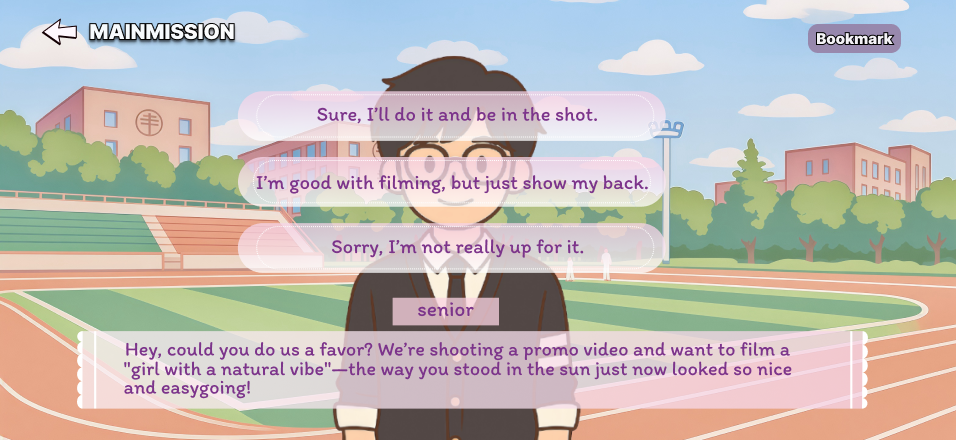 MAINMISSION
Bookmark
Sure, I'll do it and be in the shot.
I'm good with filming, but just show my back.
Sorry, I'm not really up for it.
senior
Hey, could you do us a favor? We're shooting a promo video and want to film a
"girl with a natural vibe"—the way you stood in the sun just now looked so nice
and easygoing!